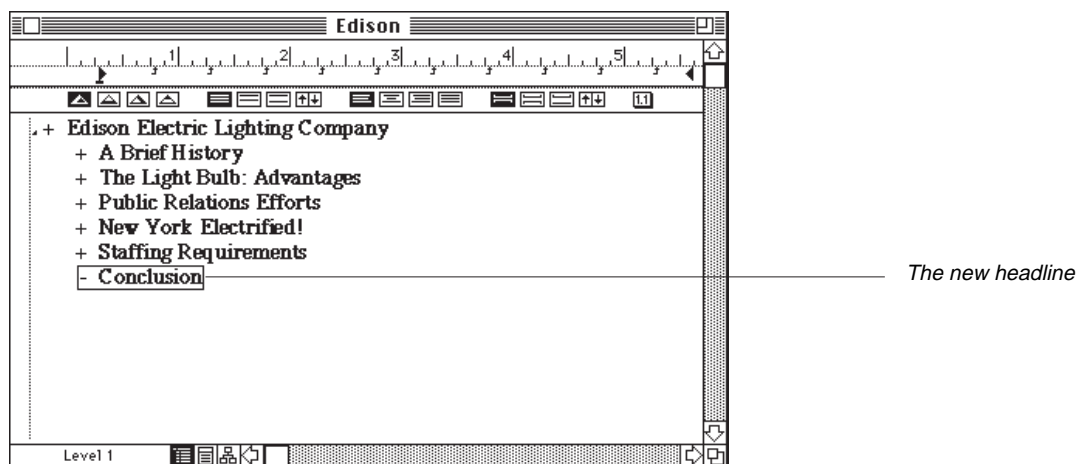 Edison
1 2 3 4 5
1.1
+ Edison Electric Lighting Company
+ A Brief History
+ The Light Bulb: Advantages
+ Public Relations Efforts
+ New York Electrified!
+ Staffing Requirements
- Conclusion
The new headline
Level 1